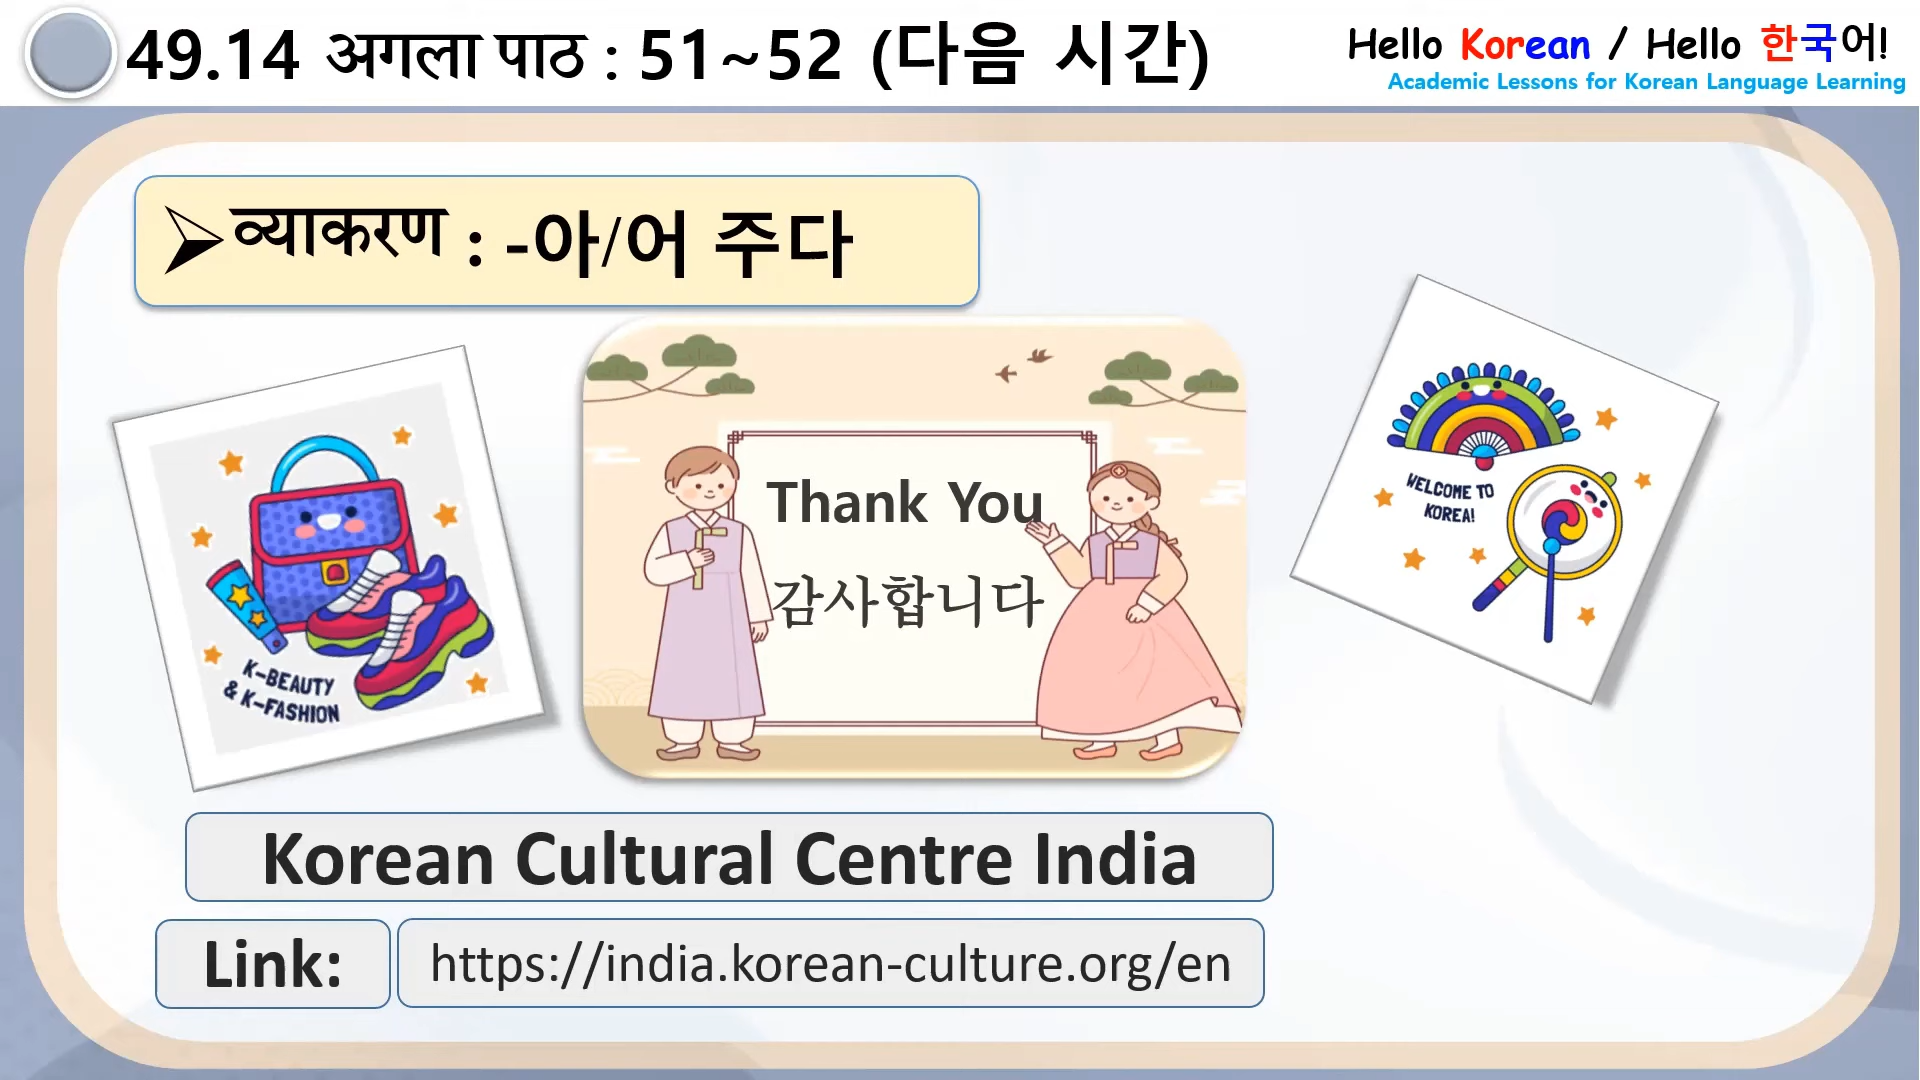 49.14 अगला पाठ : 51~52 (다음 시간)
Hello Korean / Hello 한국어!
Academic Lessons for Korean Language Learning
➢व्याकरण : -아/어 주다
K-BEAUTY
& K-FASHION
Thank You
감사합니다
WELCOME TO
KOREA!
Korean Cultural Centre India
Link: https://india.korean-culture.org/en